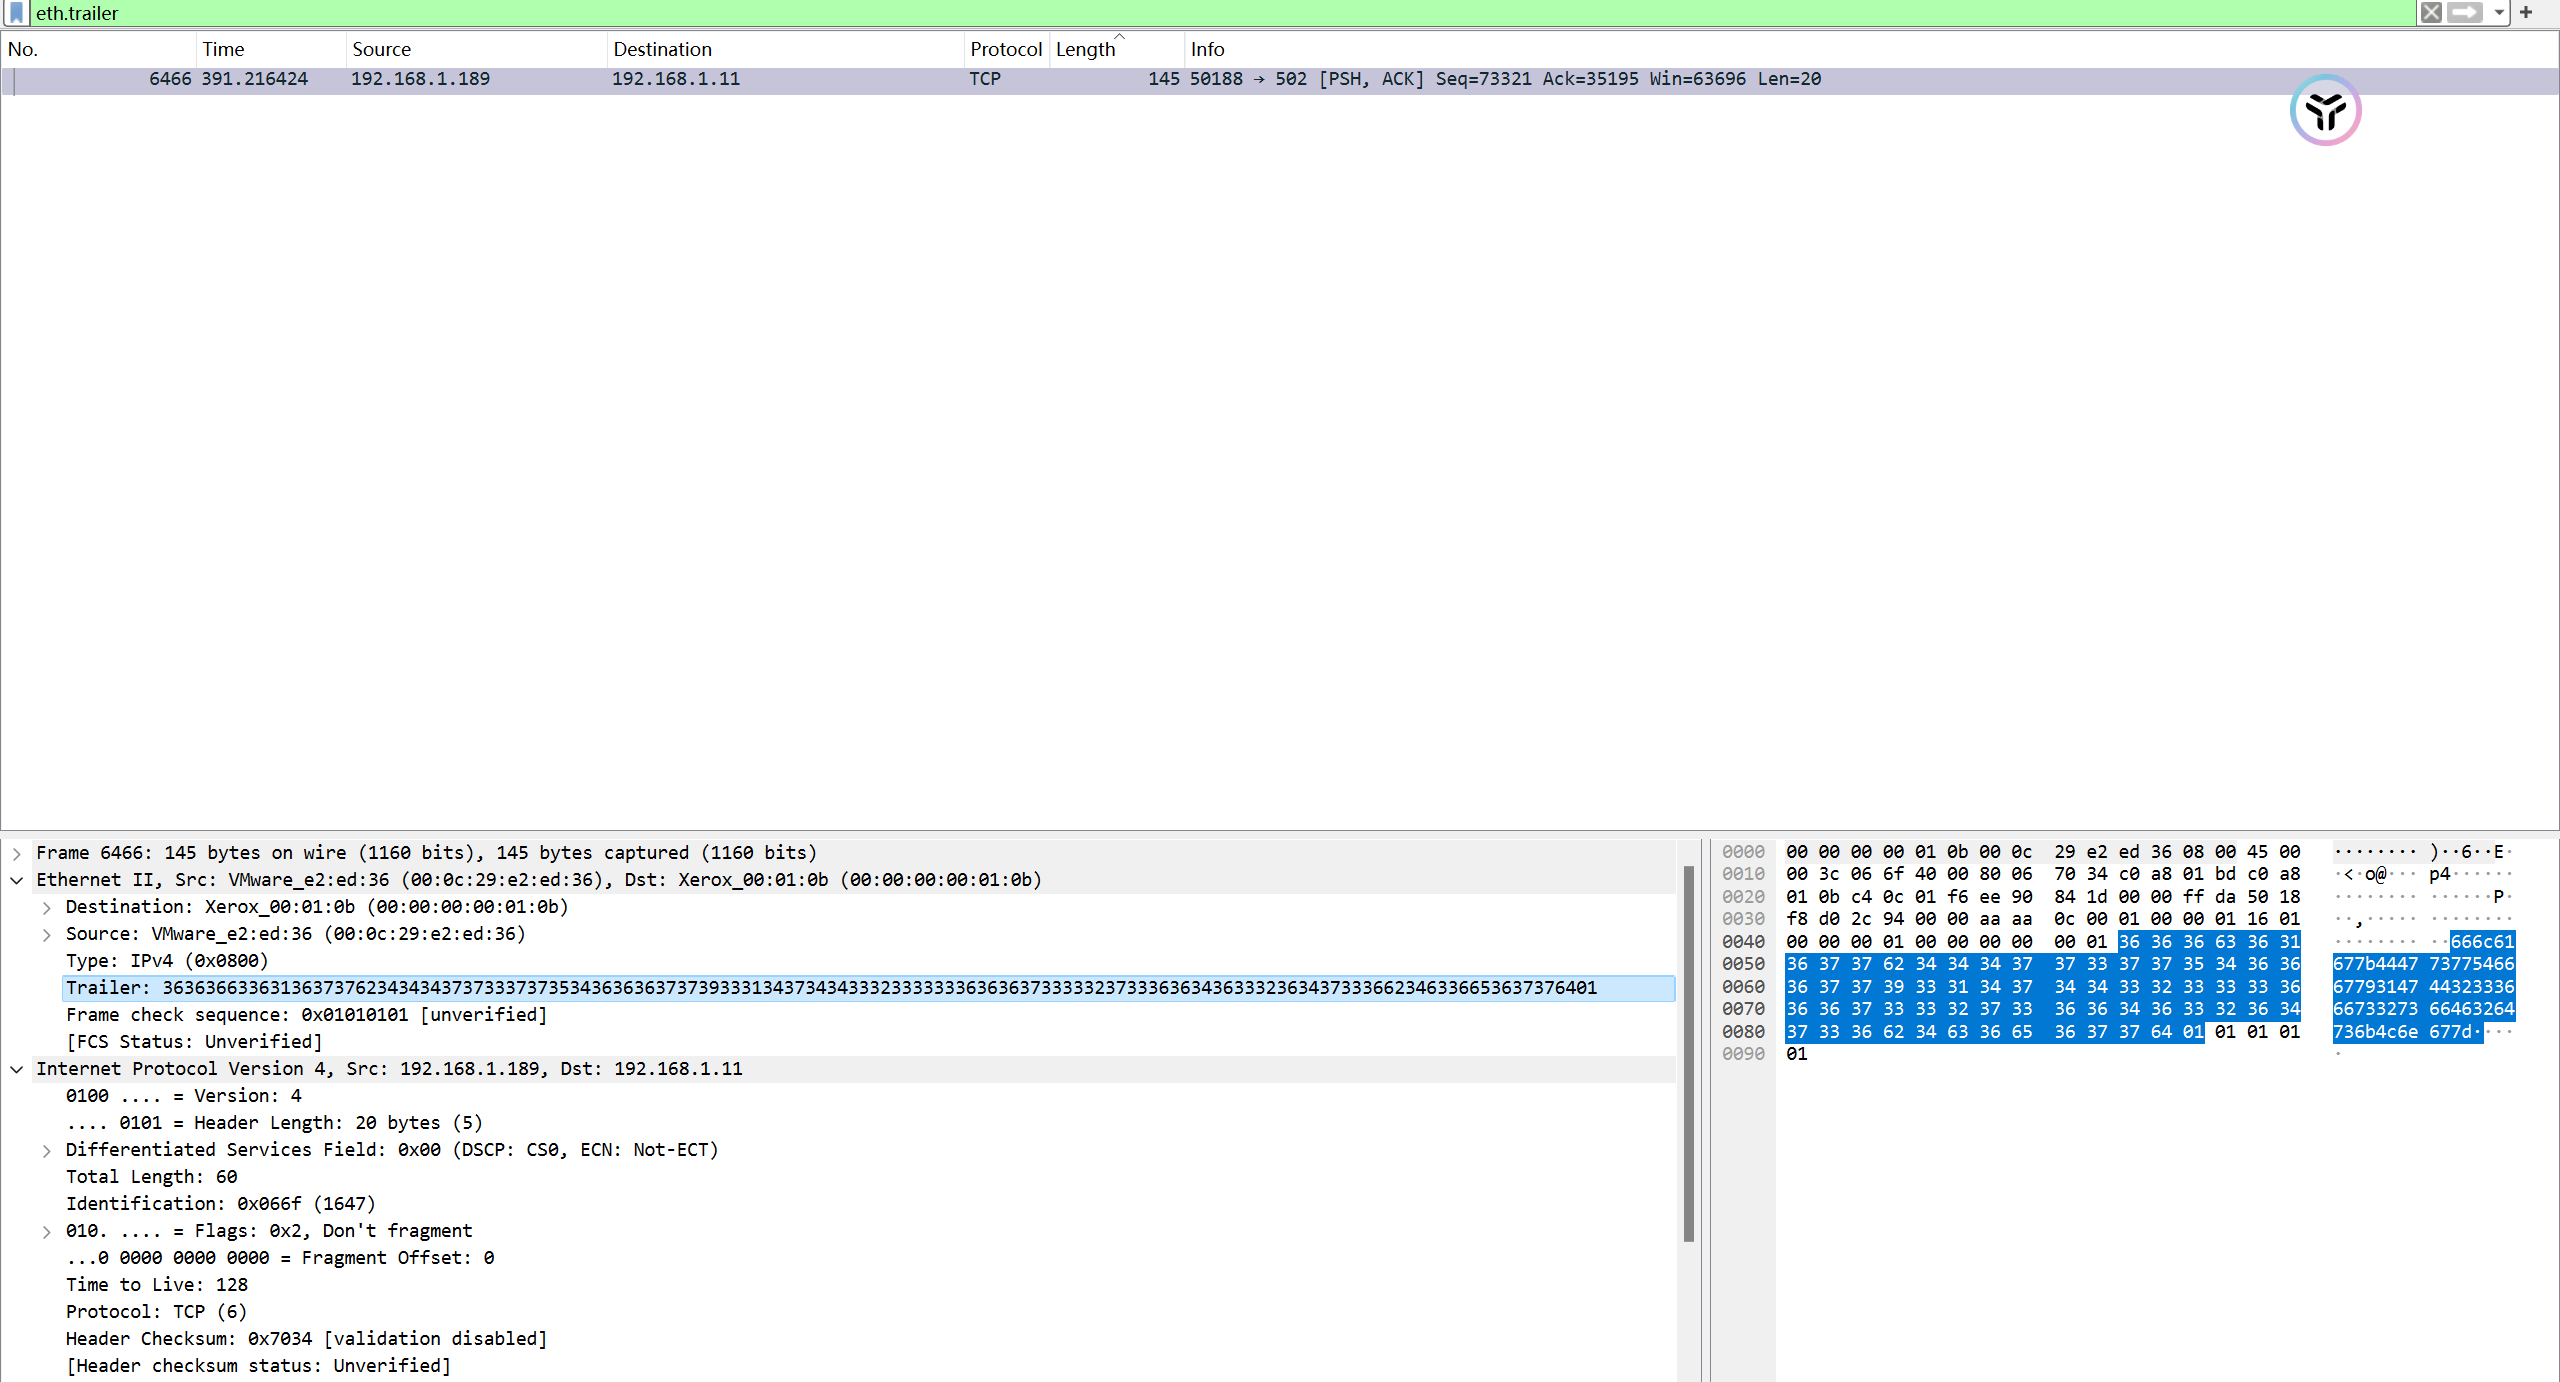 eth.trailer
No. Time Source Destination Protocol Length Info
6466 391.216424 192.168.1.189 192.168.1.11 TCP 145 50188 → 502 [PSH, ACK] Seq=73321 Ack=35195 Win=63696 Len=20
Frame 6466: 145 bytes on wire (1160 bits), 145 bytes captured (1160 bits)
Ethernet II, Src: VMware_e2:ed:36 (00:0c:29:e2:ed:36), Dst: Xerox_00:01:0b (00:00:00:00:01:0b)
Destination: Xerox_00:01:0b (00:00:00:00:01:0b)
Source: VMware_e2:ed:36 (00:0c:29:e2:ed:36)
Type: IPv4 (0x0800)
Trailer: 363636633631363737623434343737333737353436363637373933313437343433323333333636363733333237333636343633323634373336623463366536373764​01
Frame check sequence: 0x01010101 [unverified]
[FCS Status: Unverified]
Internet Protocol Version 4, Src: 192.168.1.189, Dst: 192.168.1.11
0100 .... = Version: 4
.... 0101 = Header Length: 20 bytes (5)
Differentiated Services Field: 0x00 (DSCP: CS0, ECN: Not-ECT)
Total Length: 60
Identification: 0x066f (1647)
010. .... = Flags: 0x2, Don't fragment
...0 0000 0000 0000 = Fragment Offset: 0
Time to Live: 128
Protocol: TCP (6)
Header Checksum: 0x7034 [validation disabled]
[Header checksum status: Unverified]
0000 00 00 00 00 01 0b 00 0c 29 e2 ed 36 08 00 45 00 ········ )··6··E·
0010 00 3c 06 6f 40 00 80 06 70 34 c0 a8 01 bd c0 a8 ·<·o@··· p4······
0020 01 0b c4 0c 01 f6 ee 90 84 1d 00 00 ff da 50 18 ········ ······P·
0030 f8 d0 2c 94 00 00 aa aa 0c 00 01 00 00 01 16 01 ··,····· ········
0040 00 00 00 01 00 00 00 00 00 01 36 36 36 63 36 31 ········ ··666c61
0050 36 37 37 62 34 34 34 37 37 33 37 37 35 34 36 36 677b4447 73775466
0060 36 37 37 39 33 31 34 37 34 34 33 32 33 33 33 36 67793147 44323336
0070 36 36 37 33 33 32 37 33 36 36 34 36 33 32 36 34 66733273 66463264
0080 37 33 36 62 34 63 36 65 36 37 37 64 01 01 01 01 736b4c6e 677d····
0090 01 ·